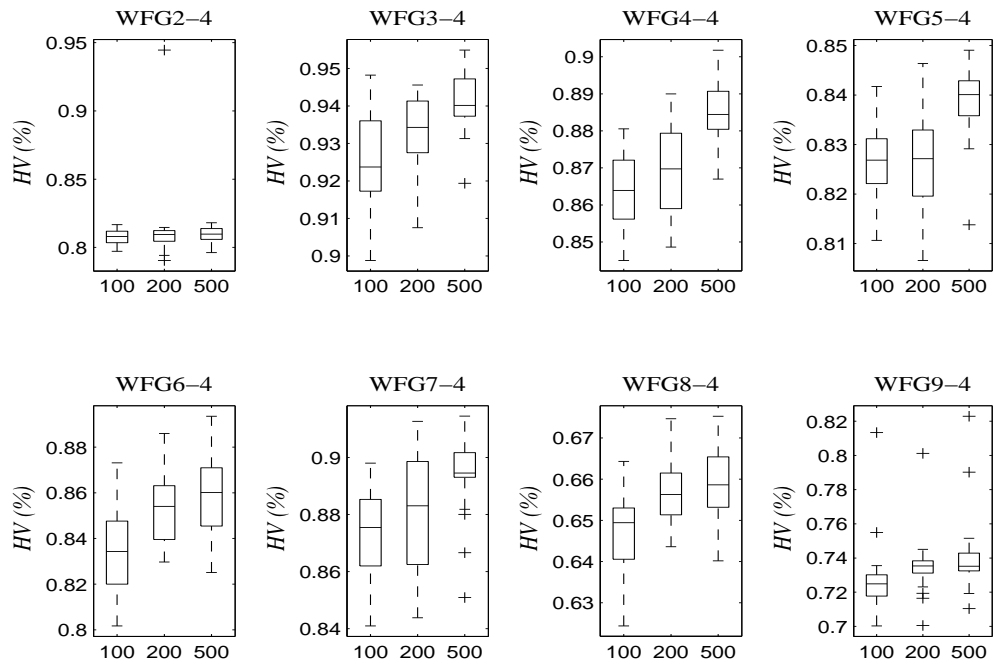 WFG2−4
HV (%)
0.95
0.9
0.85
0.8
100 200 500
WFG3−4
HV (%)
0.95
0.94
0.93
0.92
0.91
0.9
100 200 500
WFG4−4
HV (%)
0.9
0.89
0.88
0.87
0.86
0.85
100 200 500
WFG5−4
HV (%)
0.85
0.84
0.83
0.82
0.81
100 200 500
WFG6−4
HV (%)
0.88
0.86
0.84
0.82
0.8
100 200 500
WFG7−4
HV (%)
0.9
0.88
0.86
0.84
100 200 500
WFG8−4
HV (%)
0.67
0.66
0.65
0.64
0.63
100 200 500
WFG9−4
HV (%)
0.82
0.8
0.78
0.76
0.74
0.72
0.7
100 200 500